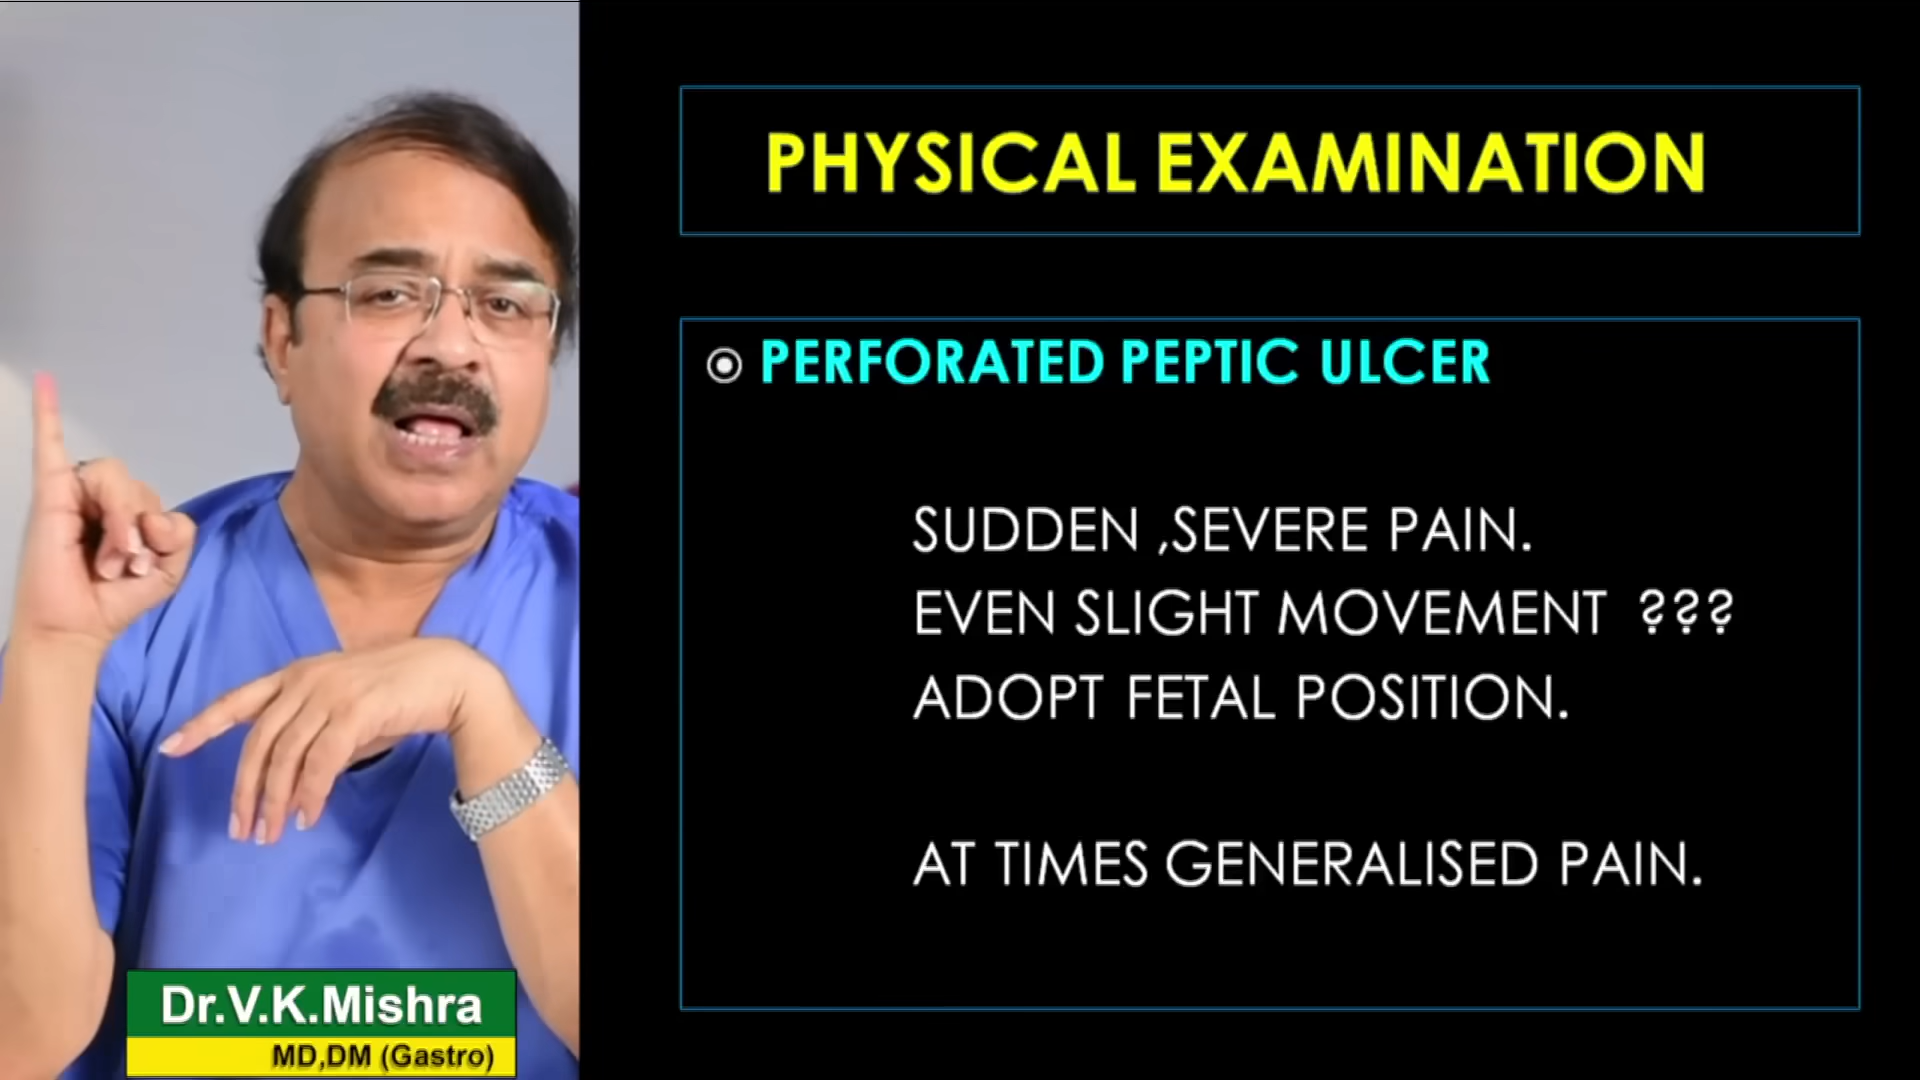 PHYSICAL EXAMINATION
PERFORATED PEPTIC ULCER
SUDDEN ,SEVERE PAIN.
EVEN SLIGHT MOVEMENT ???
ADOPT FETAL POSITION.
AT TIMES GENERALISED PAIN.
Dr.V.K.Mishra
MD,DM (Gastro)